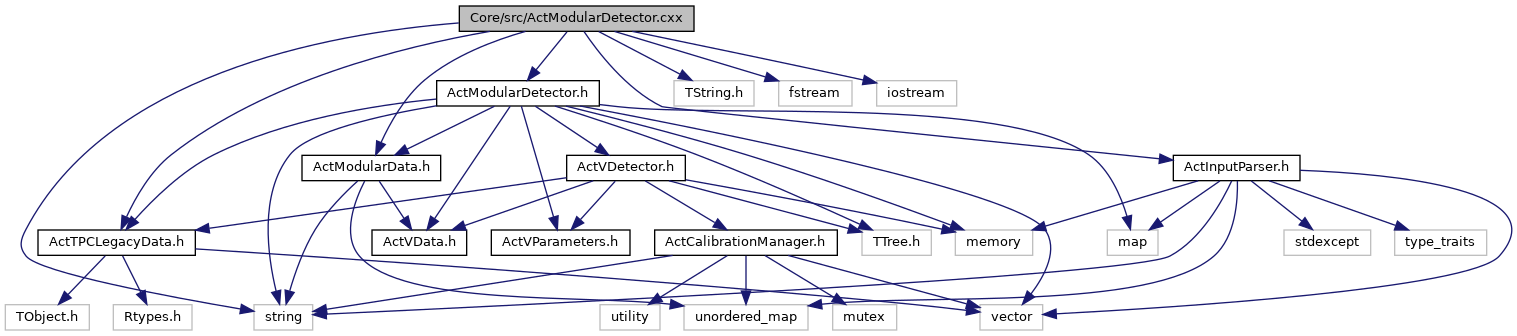 Core/src/ActModularDetector.cxx
ActModularDetector.h
TString.h
fstream
iostream
ActModularData.h
ActVDetector.h
ActInputParser.h
ActTPCLegacyData.h
ActVData.h
ActVParameters.h
ActCalibrationManager.h
TTree.h
memory
map
stdexcept
type_traits
TObject.h
Rtypes.h
string
utility
unordered_map
mutex
vector